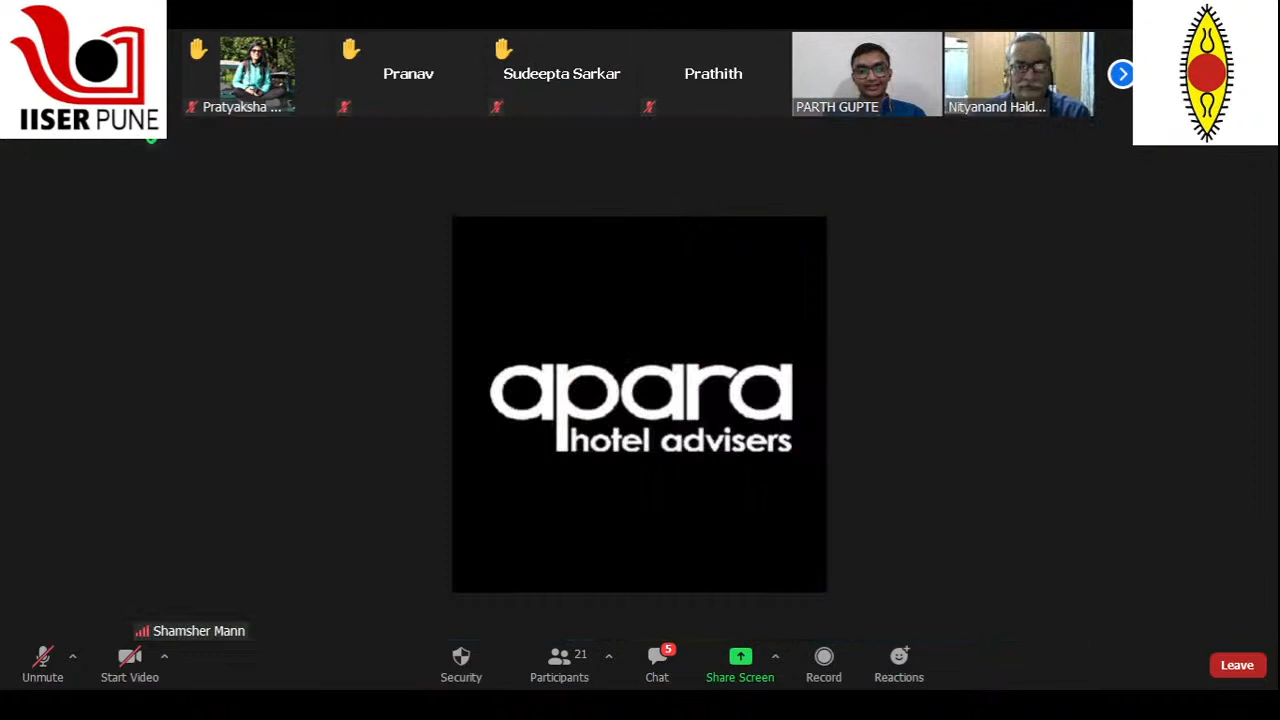 IISER PUNE
Pratyaksha ...
Pranav
Sudeepta Sarkar
Prathith
PARTH GUPTE
Nityanand Hald...
apara
hotel advisers
Shamsher Mann
Unmute
Start Video
Security
21
Participants
5
Chat
Share Screen
Record
Reactions
Leave